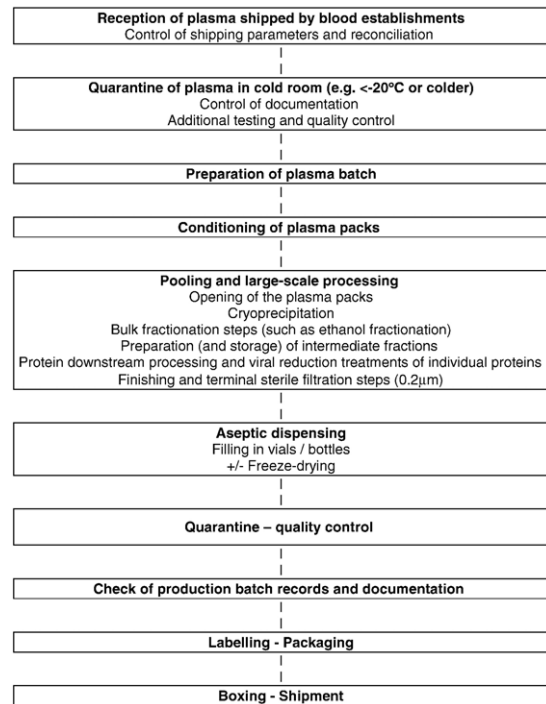 Reception of plasma shipped by blood establishments
Control of shipping parameters and reconciliation
Quarantine of plasma in cold room (e.g. <-20ºC or colder)
Control of documentation
Additional testing and quality control
Preparation of plasma batch
Conditioning of plasma packs
Pooling and large-scale processing
Opening of the plasma packs
Cryoprecipitation
Bulk fractionation steps (such as ethanol fractionation)
Preparation (and storage) of intermediate fractions
Protein downstream processing and viral reduction treatments of individual proteins
Finishing and terminal sterile filtration steps (0.2µm)
Aseptic dispensing
Filling in vials / bottles
+/- Freeze-drying
Quarantine – quality control
Check of production batch records and documentation
Labelling - Packaging
Boxing - Shipment